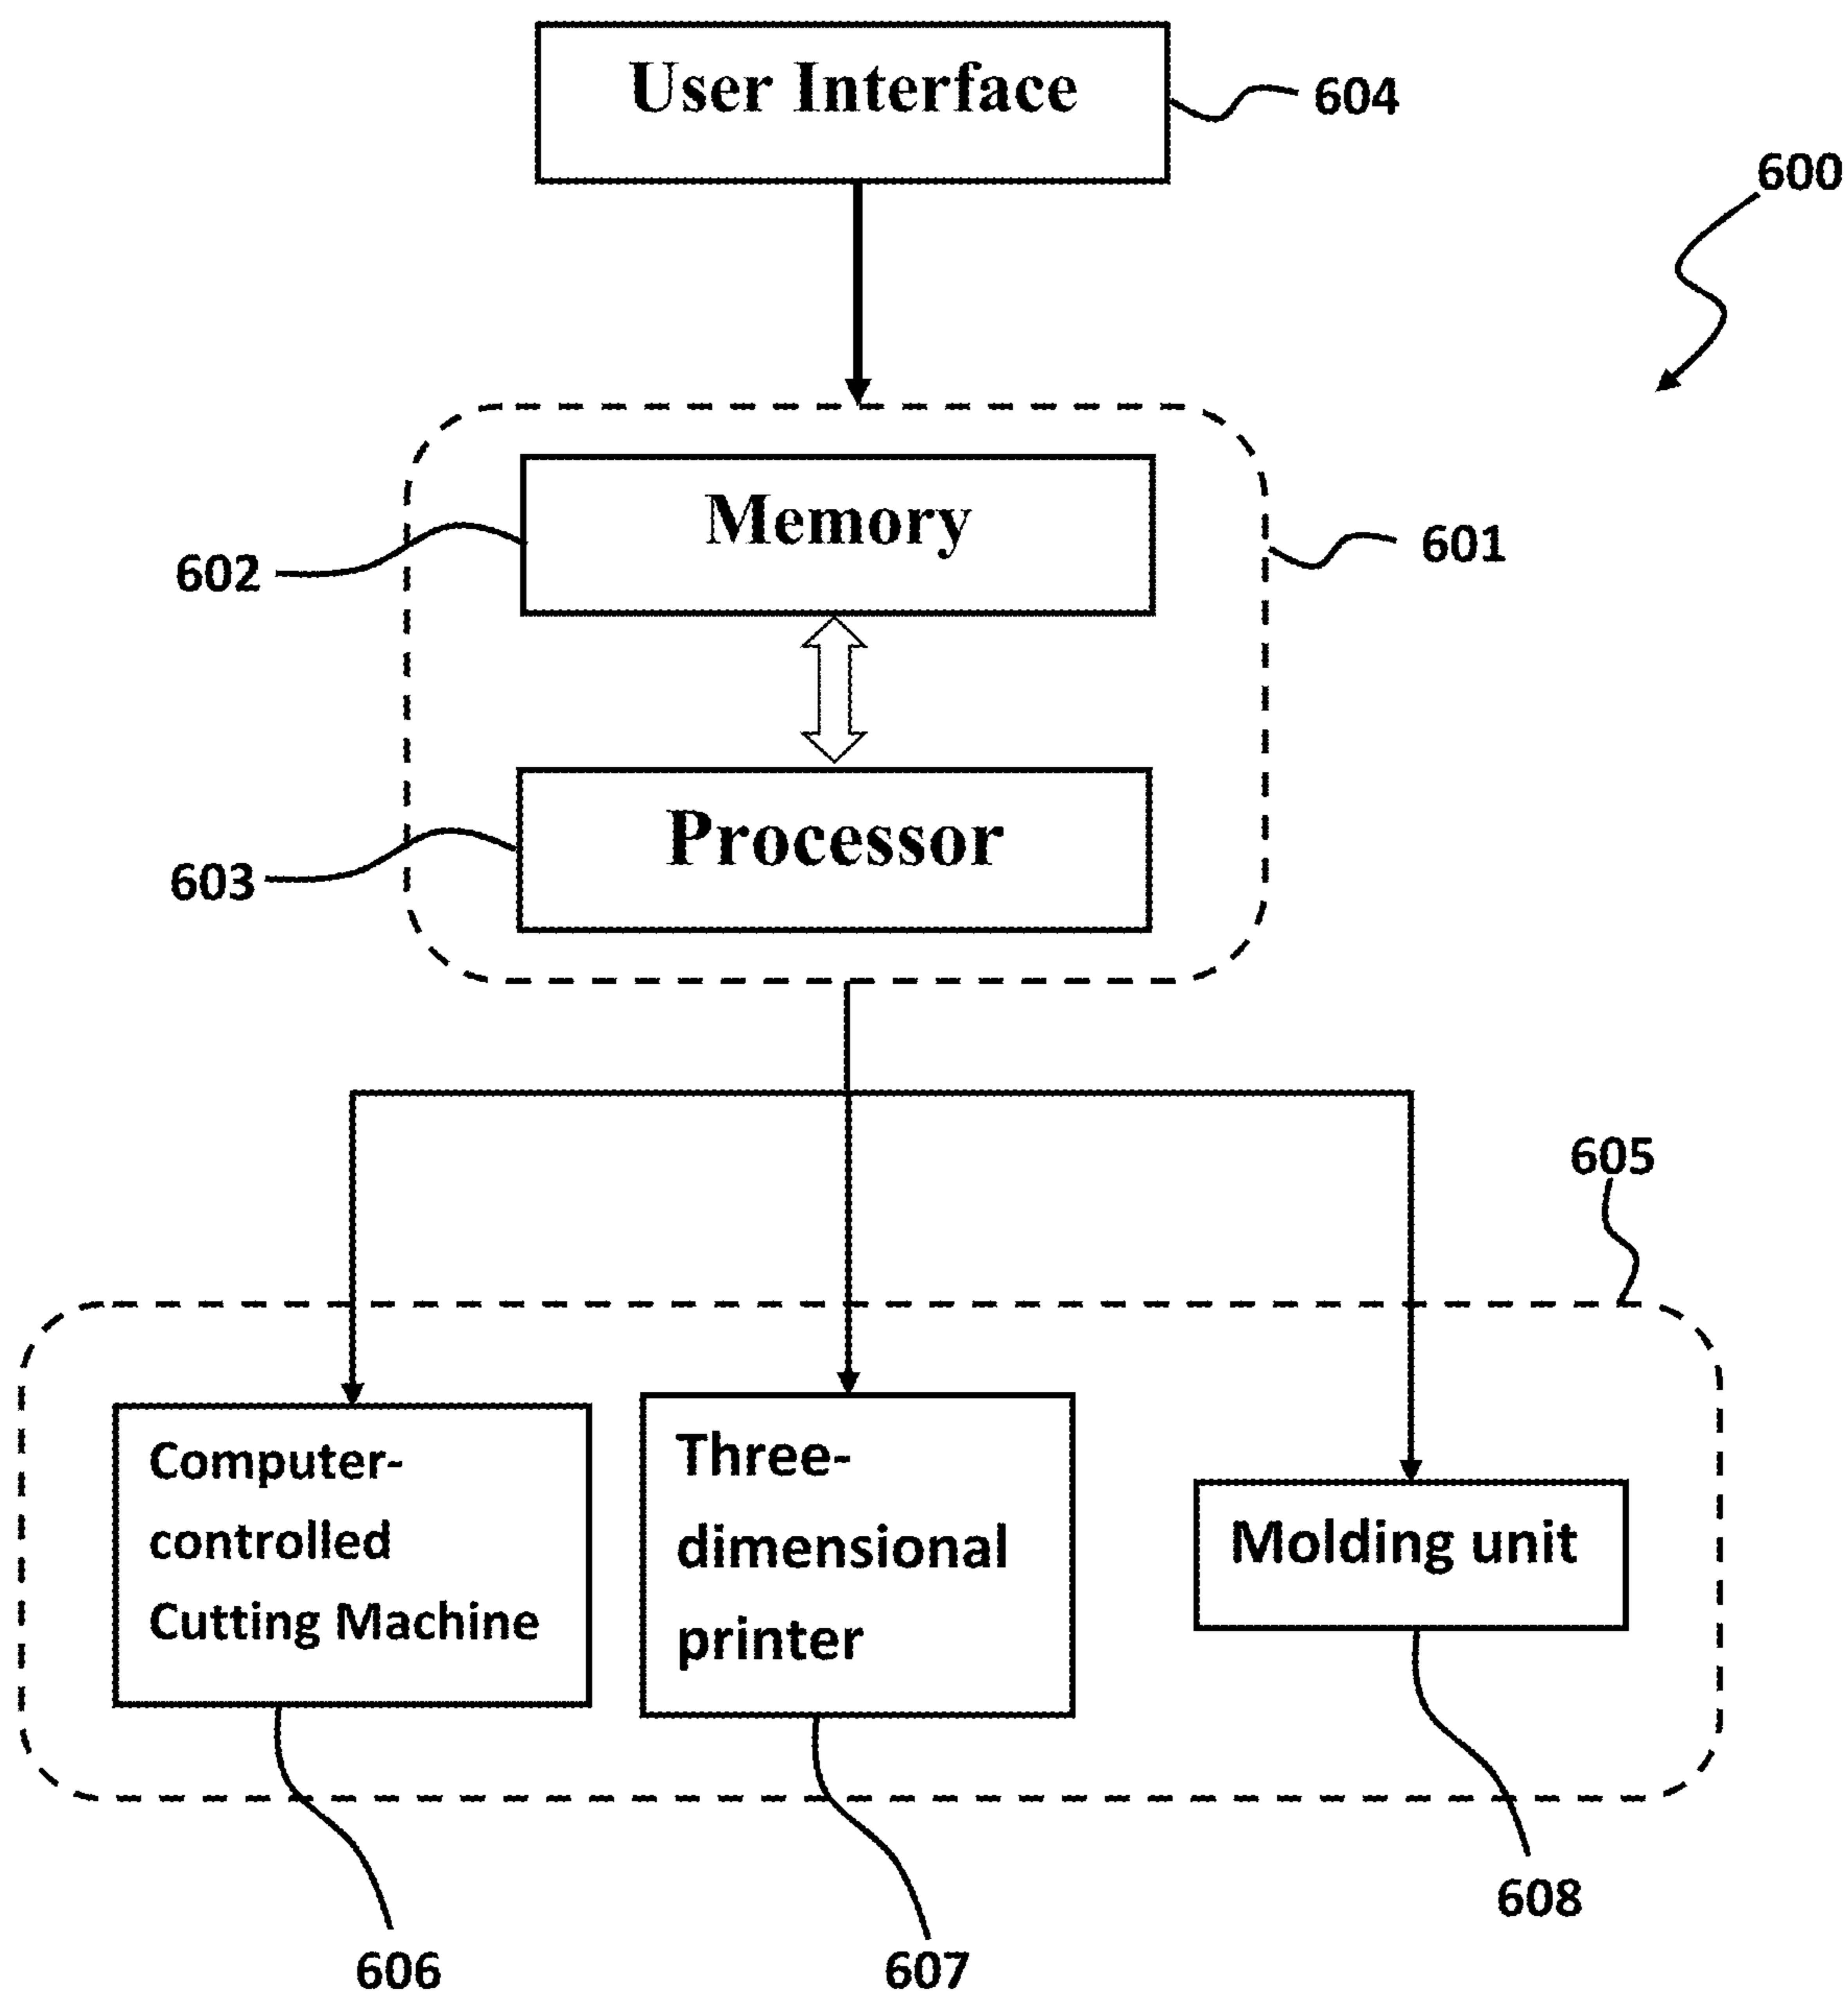 User Interface
604
600
Memory
601
602
Processor
603
605
Computer-
controlled
Cutting Machine
Three-
dimensional
printer
Molding unit
608
606
607